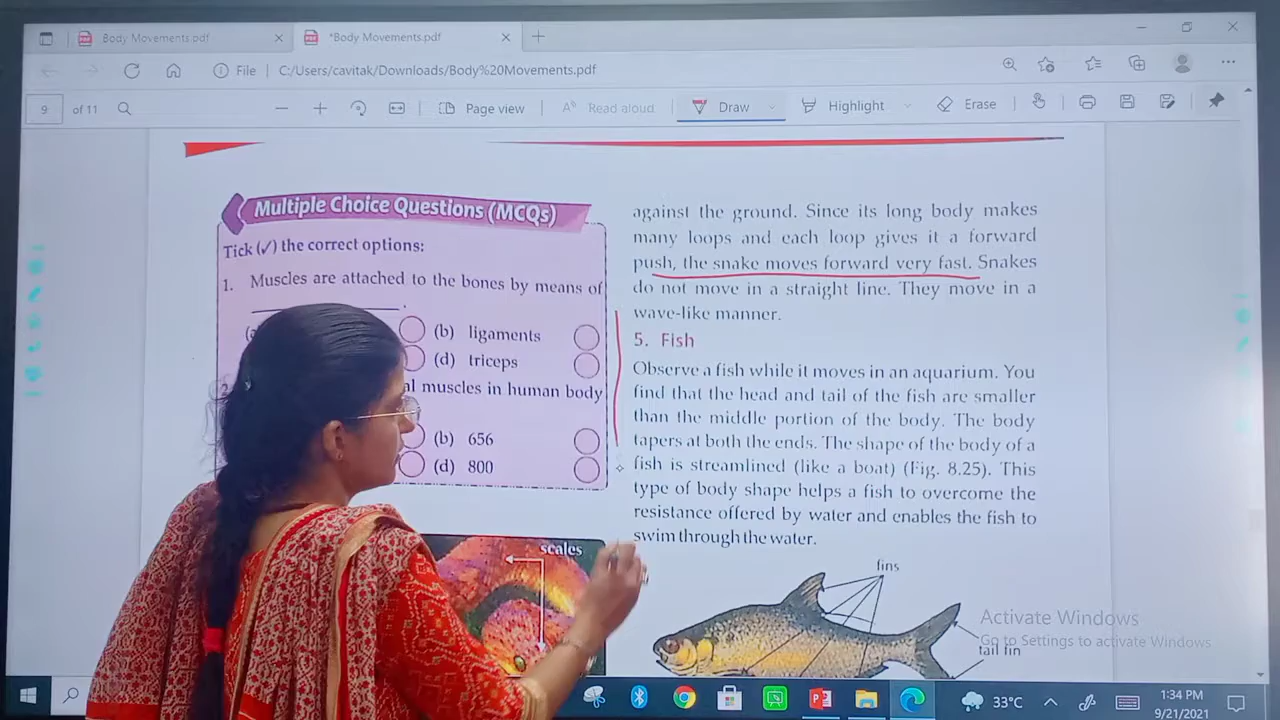 Body Movements.pdf
*Body Movements.pdf
File
C:/Users/cavitak/Downloads/Body%20Movements.pdf
9 of 11
Page view
Read aloud
Draw
Highlight
Erase
Multiple Choice Questions (MCQs)
Tick (✓) the correct options:
1. Muscles are attached to the bones by means of
____________.
(b) ligaments
(d) triceps
muscles in human body
(b) 656
(d) 800
scales
against the ground. Since its long body makes
many loops and each loop gives it a forward
push, the snake moves forward very fast. Snakes
do not move in a straight line. They move in a
wave-like manner.
5. Fish
Observe a fish while it moves in an aquarium. You
find that the head and tail of the fish are smaller
than the middle portion of the body. The body
tapers at both the ends. The shape of the body of a
fish is streamlined (like a boat) (Fig. 8.25). This
type of body shape helps a fish to overcome the
resistance offered by water and enables the fish to
swim through the water.
fins
tail fin
Activate Windows
Go to Settings to activate Windows
33°C
1:34 PM
9/21/2021